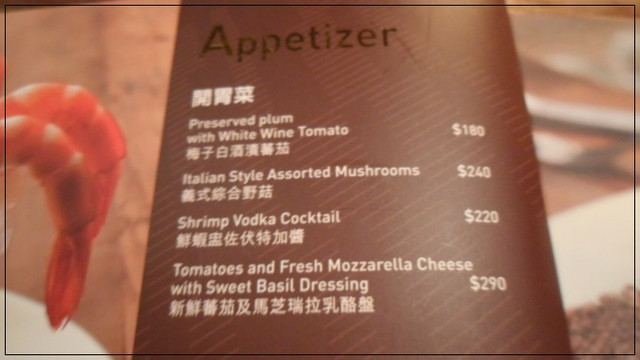 Appetizer
開胃菜
Preserved plum
with White Wine Tomato $180
梅子白酒漬蕃茄
Italian Style Assorted Mushrooms $240
義式綜合野菇
Shrimp Vodka Cocktail $220
鮮蝦盅佐伏特加醬
Tomatoes and Fresh Mozzarella Cheese
with Sweet Basil Dressing $290
新鮮蕃茄及馬芝瑞拉乳酪盤